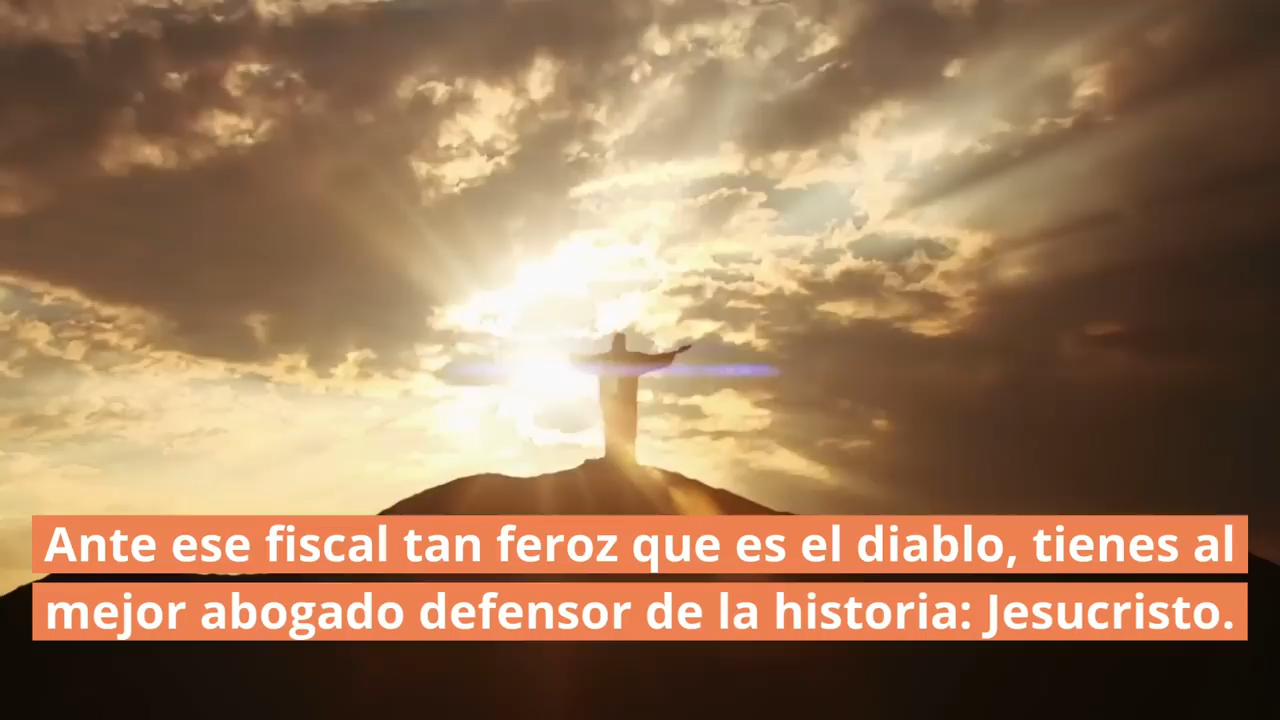 Ante ese fiscal tan feroz que es el diablo, tienes al
mejor abogado defensor de la historia: Jesucristo.